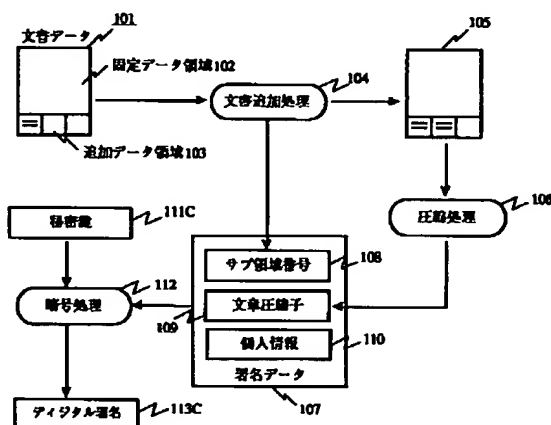 文書データ
101
固定データ領域102
追加データ領域103
文書追加処理
104
105
圧縮処理
106
秘密鍵
111C
暗号処理
112
サブ領域番号
108
文章圧縮子
109
個人情報
110
署名データ
107
ディジタル署名
113C